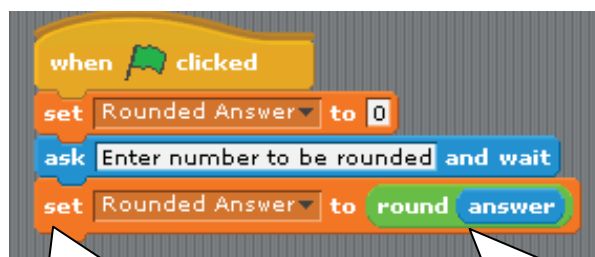 when clicked
set Rounded Answer to 0
ask Enter number to be rounded and wait
set Rounded Answer to round answer